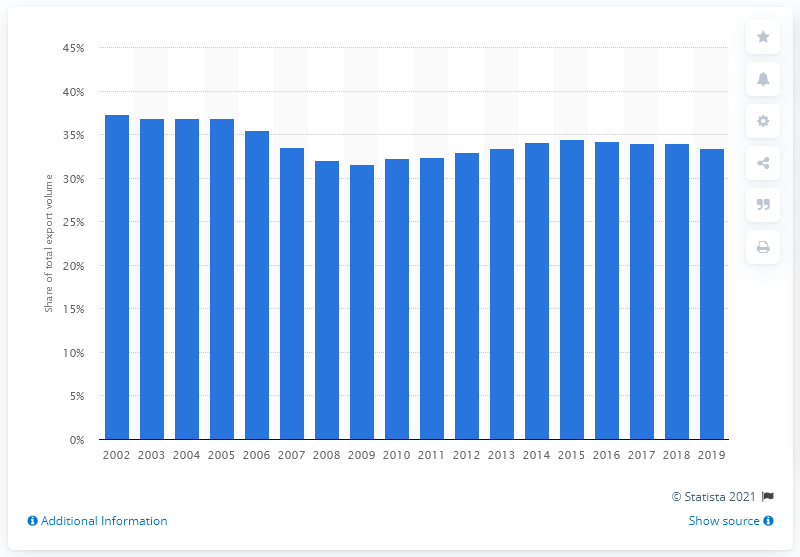 45%
40%
35%
30%
25%
20%
15%
10%
5%
0%
Share of total export volume
2002 2003 2004 2005 2006 2007 2008 2009 2010 2011 2012 2013 2014 2015 2016 2017 2018 2019
© Statista 2021
Additional Information
Show source